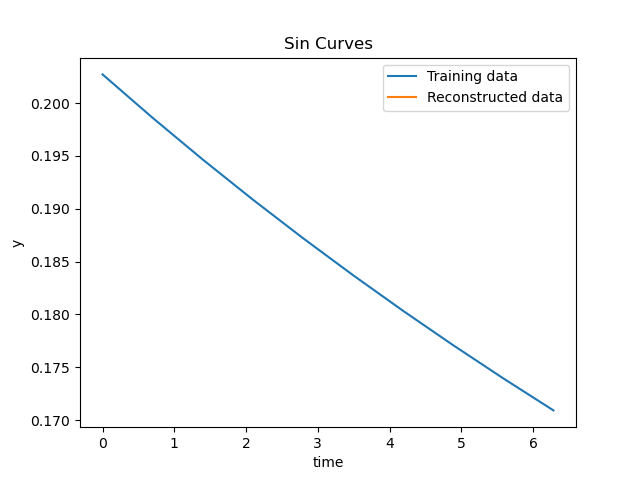 Sin Curves
Training data
Reconstructed data
0.200
0.195
0.190
0.185
0.180
0.175
0.170
y
0 1 2 3 4 5 6
time